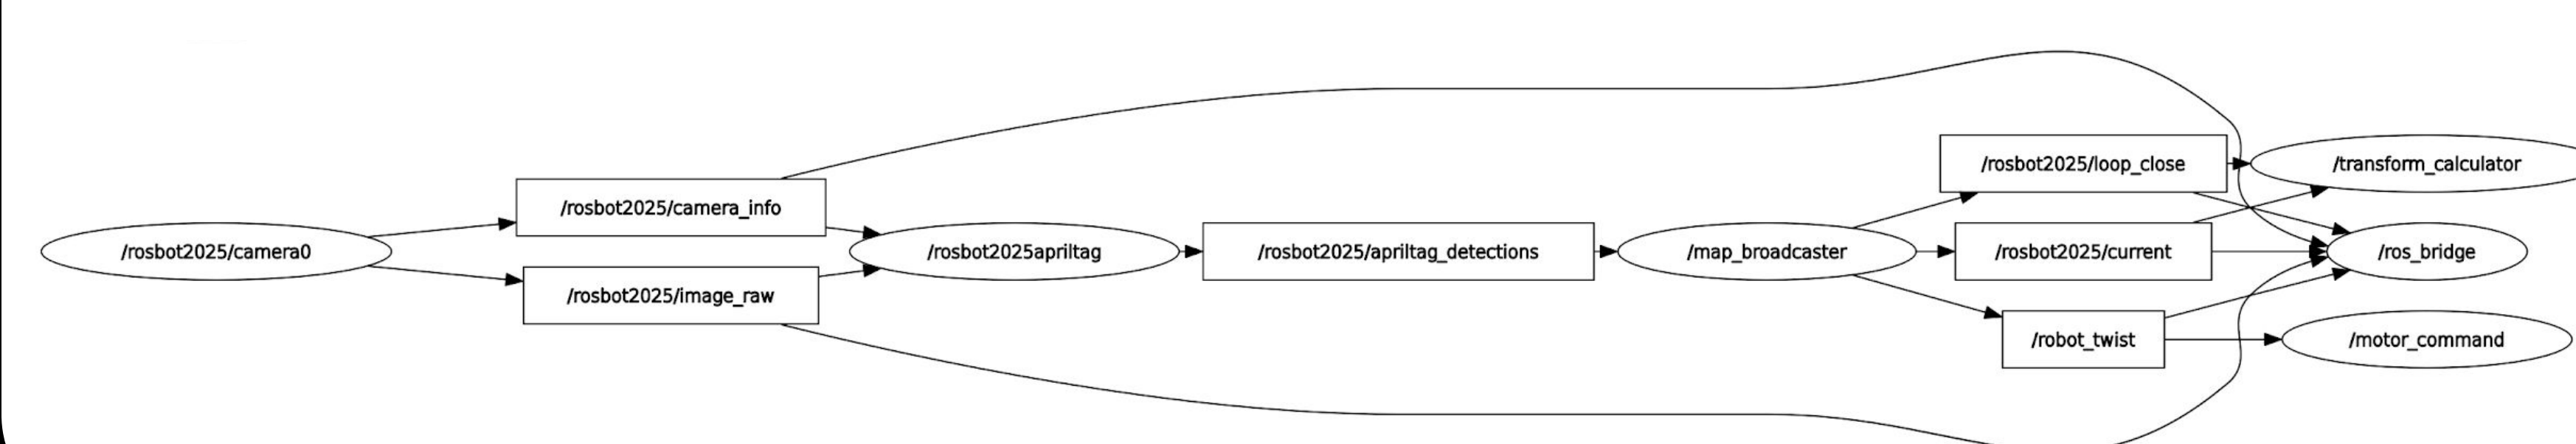 /rosbot2025/camera0
/rosbot2025/camera_info
/rosbot2025/image_raw
/rosbot2025apriltag
/rosbot2025/apriltag_detections
/map_broadcaster
/rosbot2025/loop_close
/rosbot2025/current
/robot_twist
/transform_calculator
/ros_bridge
/motor_command